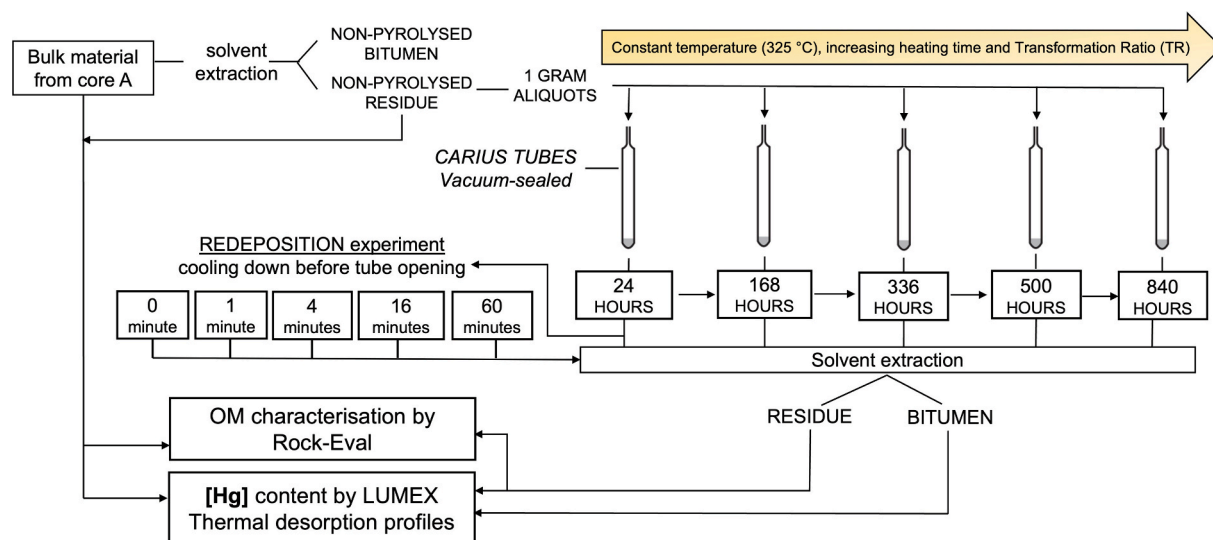 Bulk material
from core A
solvent
extraction
NON-PYROLYSED
BITUMEN
NON-PYROLYSED
RESIDUE
1 GRAM
ALIQUOTS
Constant temperature (325 °C), increasing heating time and Transformation Ratio (TR)
CARIUS TUBES
Vacuum-sealed
REDEPOSITION experiment
cooling down before tube opening
0
minute
1
minute
4
minutes
16
minutes
60
minutes
24
HOURS
168
HOURS
336
HOURS
500
HOURS
840
HOURS
Solvent extraction
RESIDUE
BITUMEN
OM characterisation by
Rock-Eval
[Hg] content by LUMEX
Thermal desorption profiles